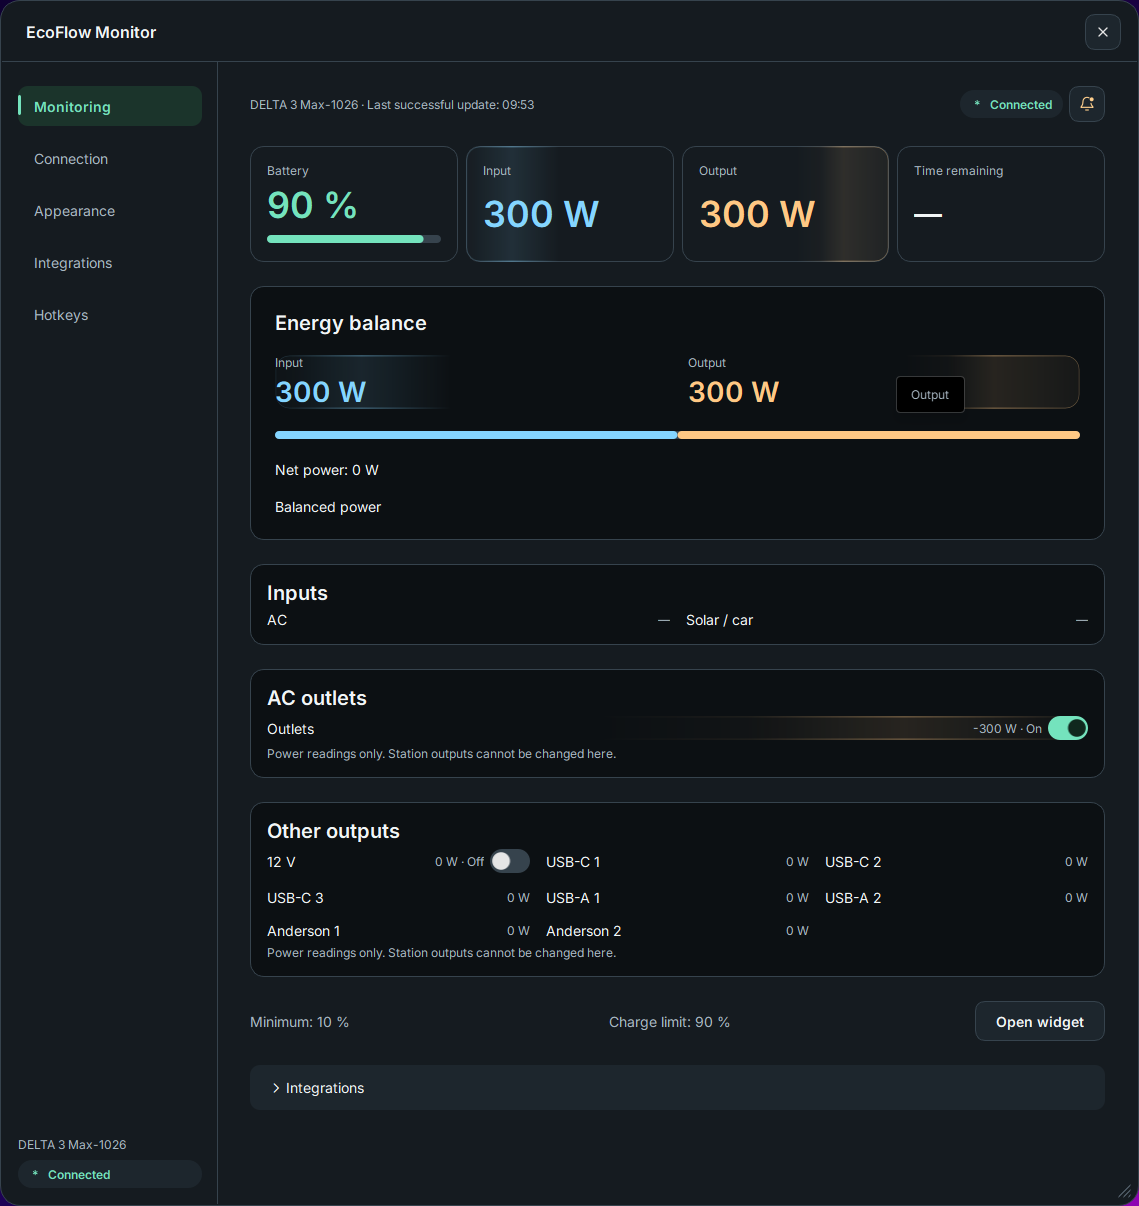 EcoFlow Monitor
Monitoring
Connection
Appearance
Integrations
Hotkeys
DELTA 3 Max-1026 · Last successful update: 09:53
* Connected
Battery
90 %
Input
300 W
Output
300 W
Time remaining
—
Energy balance
Input
300 W
Output
300 W
Output
Net power: 0 W
Balanced power
Inputs
AC —
Solar / car —
AC outlets
Outlets -300 W · On
Power readings only. Station outputs cannot be changed here.
Other outputs
12 V 0 W · Off USB-C 1 0 W USB-C 2 0 W
USB-C 3 0 W USB-A 1 0 W USB-A 2 0 W
Anderson 1 0 W Anderson 2 0 W
Power readings only. Station outputs cannot be changed here.
Minimum: 10 % Charge limit: 90 % Open widget
Integrations
DELTA 3 Max-1026
* Connected